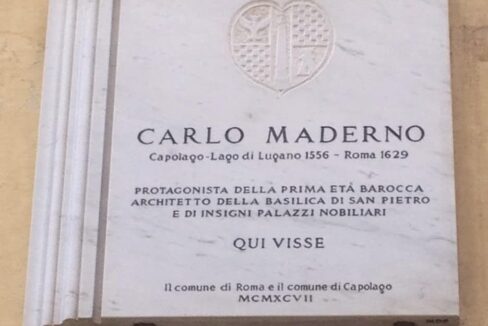 CARLO MADERNO
Capolago-Lago di Lugano 1556 - Roma 1629
PROTAGONISTA DELLA PRIMA ETÁ BAROCCA
ARCHITETTO DELLA BASILICA DI SAN PIETRO
E DI INSIGNI PALAZZI NOBILIARI
QUI VISSE
Il comune di Roma e il comune di Capolago
MCMXCVII